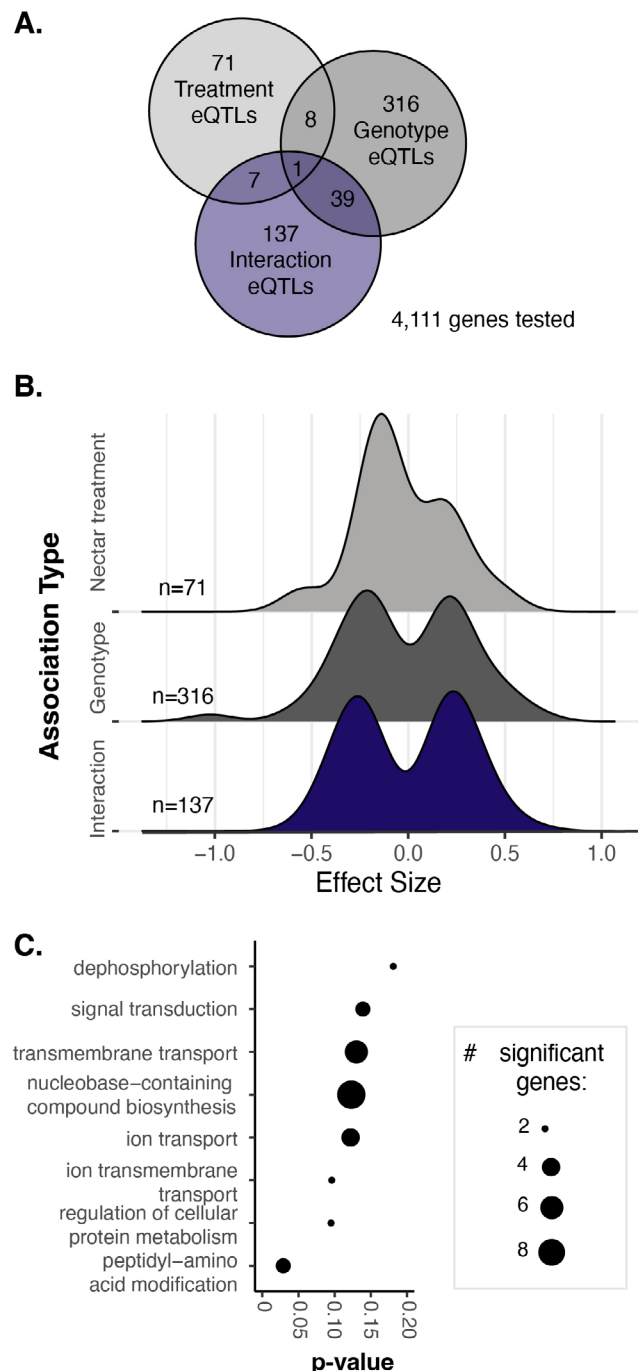 A.
71
Treatment
eQTLs
8
316
Genotype
eQTLs
7
1
39
137
Interaction
eQTLs
4,111 genes tested
B.
Association Type
Nectar treatment
n=71
Genotype
n=316
Interaction
n=137
−1.0 −0.5 0.0 0.5 1.0
Effect Size
C.
dephosphorylation
signal transduction
transmembrane transport
nucleobase−containing
compound biosynthesis
ion transport
ion transmembrane
transport
regulation of cellular
protein metabolism
peptidyl−amino
acid modification
0 0.05 0.10 0.15 0.20
p-value
# significant
genes:
2
4
6
8